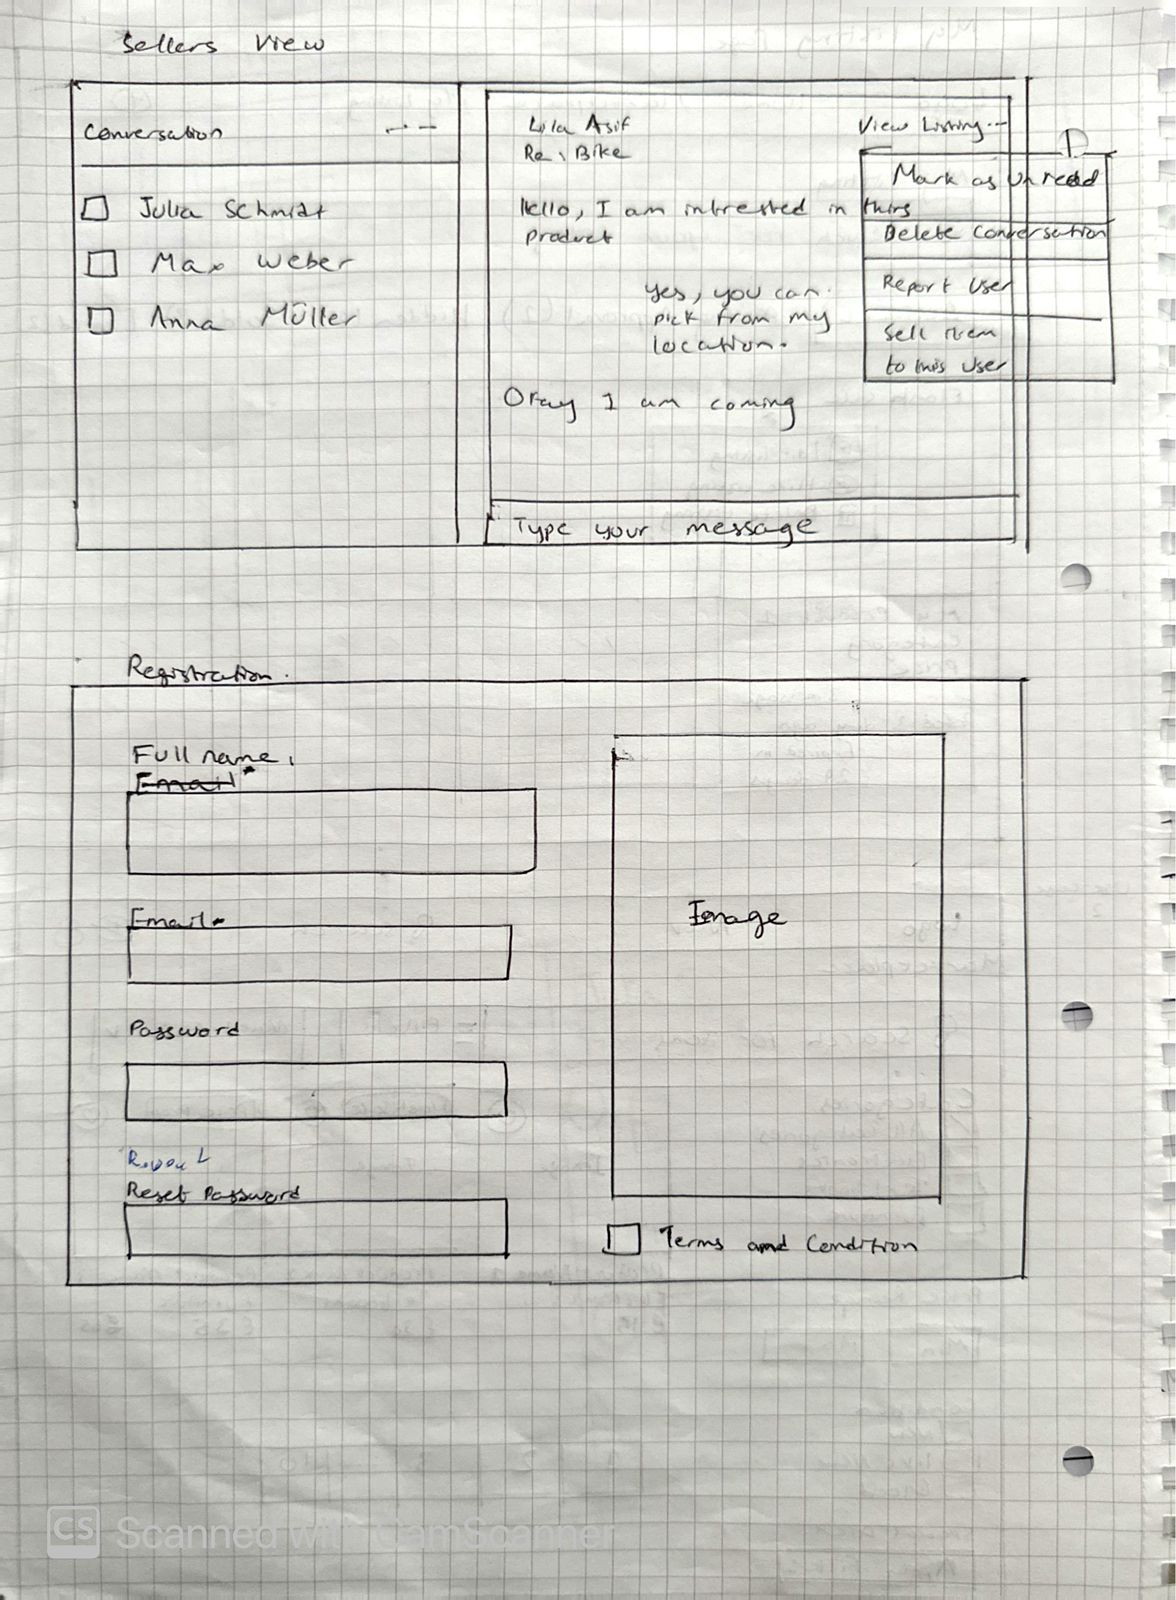 Sellers View
Conversation
Julia Schmidt
Max Weber
Anna Müller
Lila Asif
Re: Bike
View Listing...
Hello, I am intrested in this
product
yes, you can
pick from my
location.
Okay I am coming
Type your message
Mark as Unread
Delete Conversation
Report User
Sell item
to this User
Registration.
Full name
Email
Email
Password
Reset Password
Image
Terms and Condition
CS Scanned with CamScanner